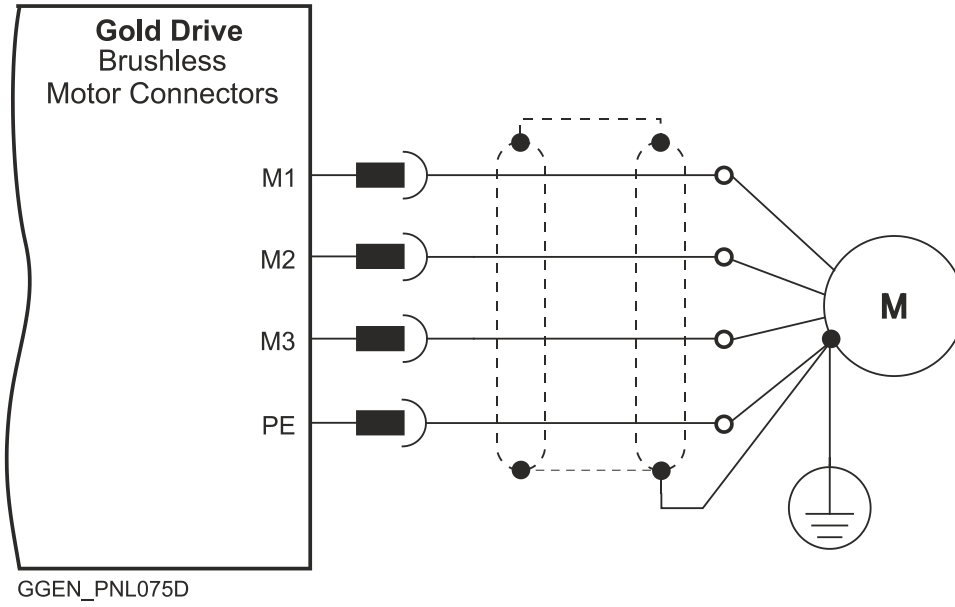 Gold Drive
Brushless
Motor Connectors
M1
M2
M3
PE
M
GGEN_PNL075D